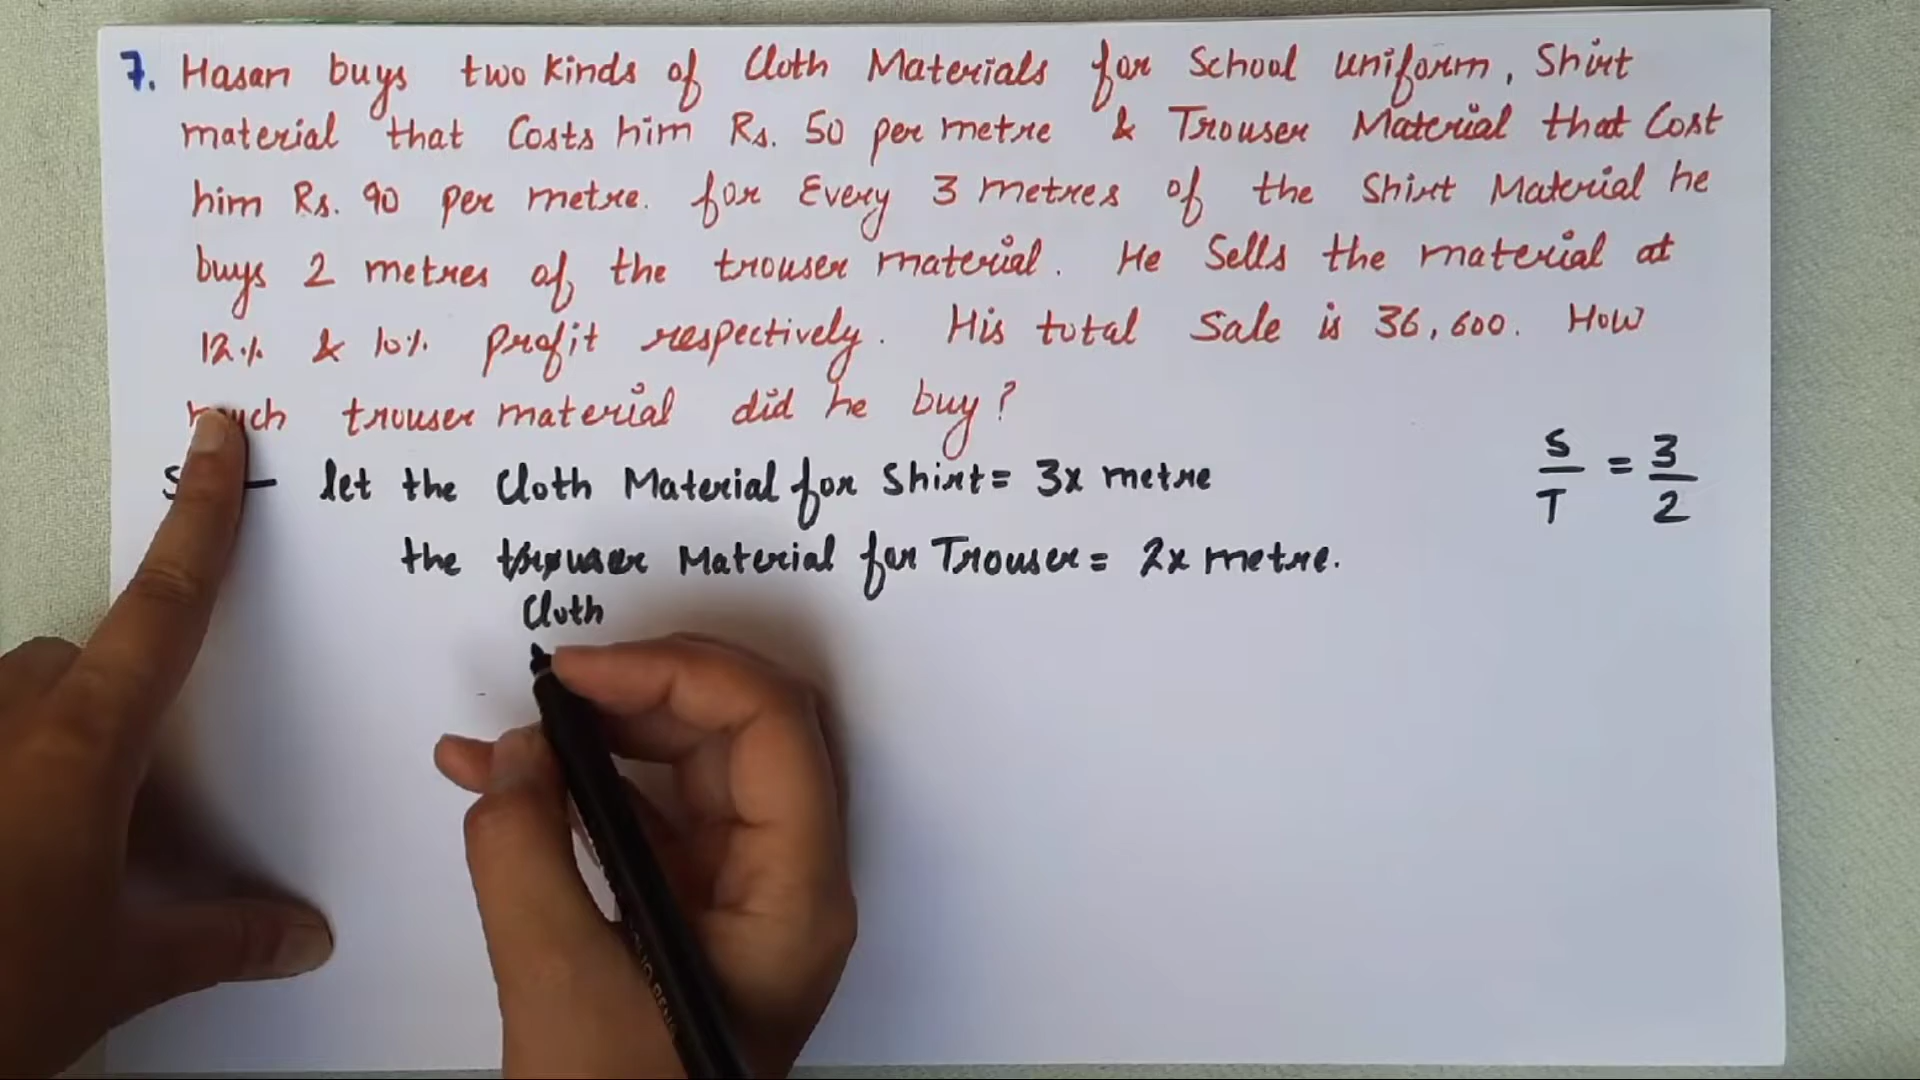 7. Hasan buys two kinds of Cloth Materials for School uniform, Shirt
material that Costs him Rs. 50 per metre & Trouser Material that Cost
him Rs. 90 per metre. for Every 3 metres of the Shirt Material he
buys 2 metres of the trouser material. He Sells the material at
12% & 10% profit respectively. His total Sale is 36,600. How
much trouser material did he buy?
let the Cloth Material for Shirt = 3x metre
S/T = 3/2
the Material for Trouser = 2x metre.
Cloth